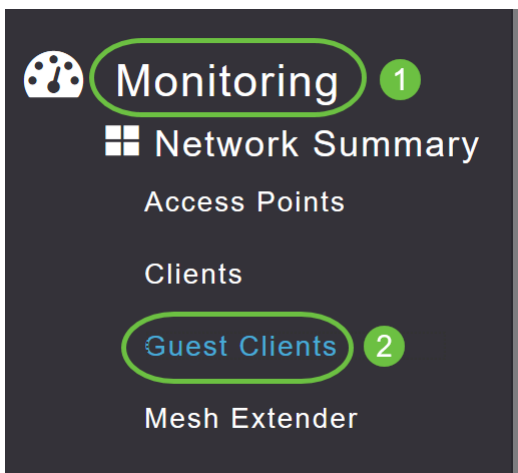 Monitoring 1
Network Summary
Access Points
Clients
Guest Clients 2
Mesh Extender